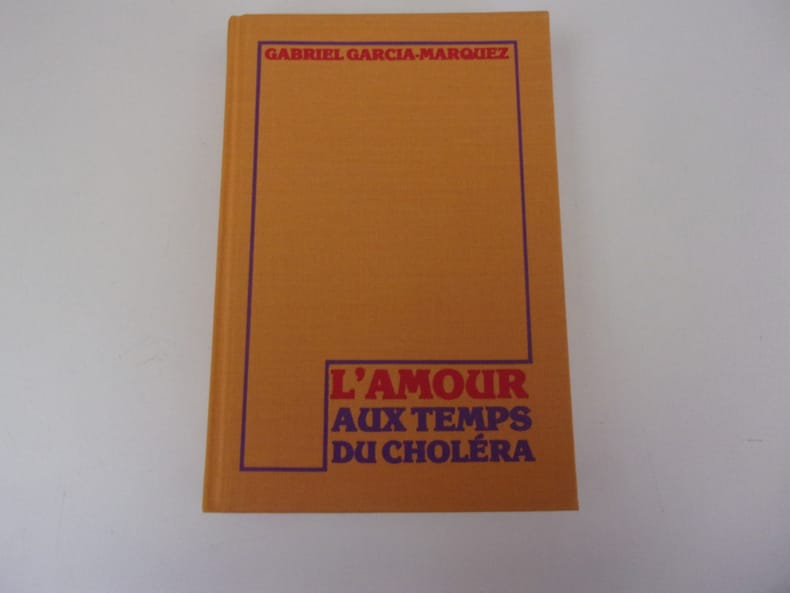 GABRIEL GARCIA-MARQUEZ
L'AMOUR
AUX TEMPS
DU CHOLÉRA